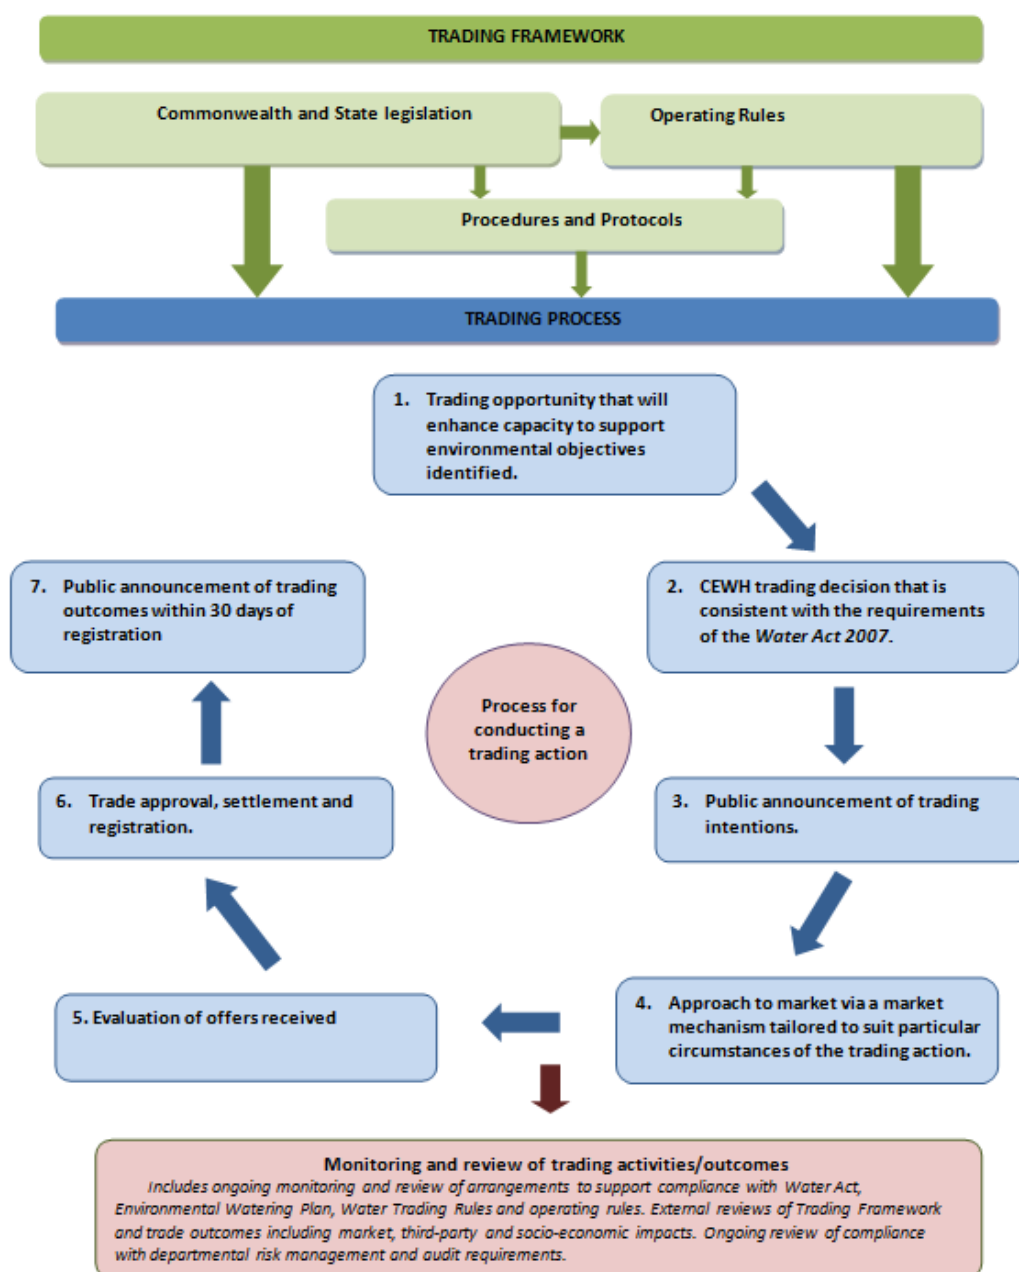 TRADING FRAMEWORK
Commonwealth and State legislation
Operating Rules
Procedures and Protocols
TRADING PROCESS
1. Trading opportunity that will
enhance capacity to support
environmental objectives
identified.
2. CEWH trading decision that is
consistent with the requirements
of the Water Act 2007.
3. Public announcement of trading
intentions.
4. Approach to market via a market
mechanism tailored to suit particular
circumstances of the trading action.
5. Evaluation of offers received
6. Trade approval, settlement and
registration.
7. Public announcement of trading
outcomes within 30 days of
registration
Process for
conducting a
trading action
Monitoring and review of trading activities/outcomes
Includes ongoing monitoring and review of arrangements to support compliance with Water Act,
Environmental Watering Plan, Water Trading Rules and operating rules. External reviews of Trading Framework
and trade outcomes including market, third-party and socio-economic impacts. Ongoing review of compliance
with departmental risk management and audit requirements.